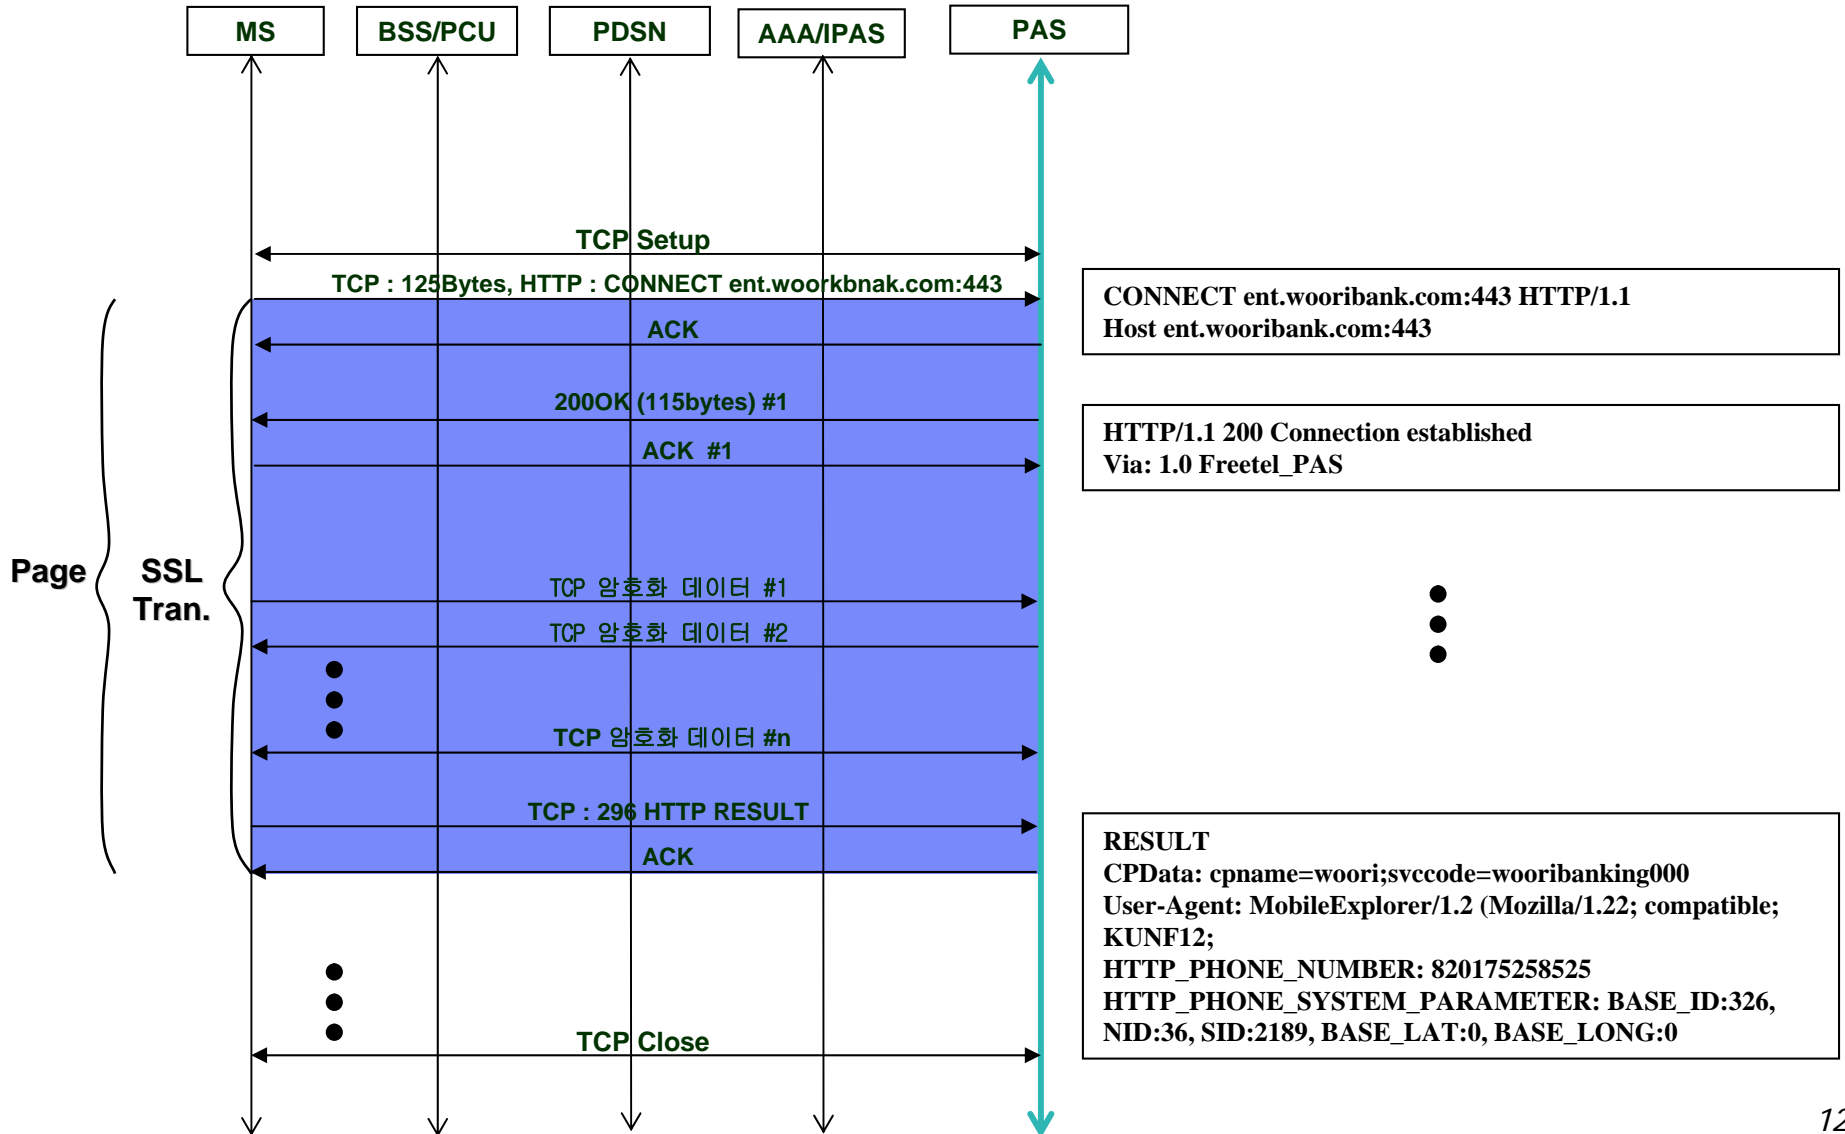 MS BSS/PCU PDSN AAA/IPAS PAS
TCP Setup
TCP : 125Bytes, HTTP : CONNECT ent.woorkbnak.com:443
ACK
200OK (115bytes) #1
ACK #1
TCP 암호화 데이터 #1
TCP 암호화 데이터 #2
TCP 암호화 데이터 #n
TCP : 296 HTTP RESULT
ACK
TCP Close
Page
SSL
Tran.
CONNECT ent.wooribank.com:443 HTTP/1.1
Host ent.wooribank.com:443
HTTP/1.1 200 Connection established
Via: 1.0 Freetel_PAS
RESULT
CPData: cpname=woori;svccode=wooribanking000
User-Agent: MobileExplorer/1.2 (Mozilla/1.22; compatible;
KUNF12;
HTTP_PHONE_NUMBER: 820175258525
HTTP_PHONE_SYSTEM_PARAMETER: BASE_ID:326,
NID:36, SID:2189, BASE_LAT:0, BASE_LONG:0
12